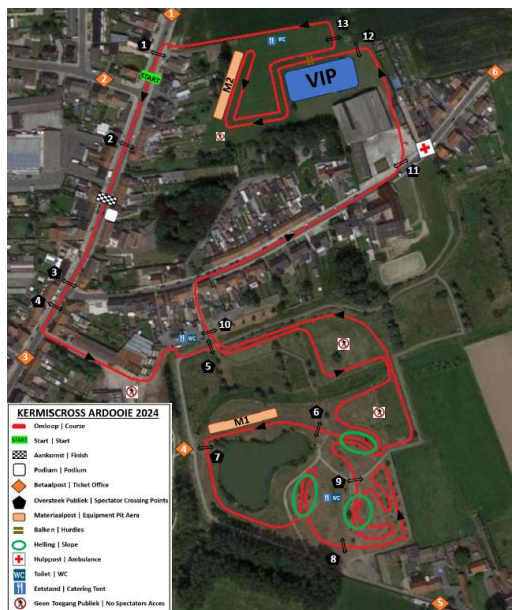 1
13
12
WC
START
2
M2
VIP
6
2
11
3
4
10
WC
5
3
M1
6
4
7
9
WC
8
5
KERMISCROSS ARDOOIE 2024
Omloop | Course
START Start | Start
Aankomst | Finish
Podium | Podium
Betaalpost | Ticket Office
Oversteek Publiek | Spectator Crossing Points
Materiaalpost | Equipment Pit Aera
Balken | Hurdles
Helling | Slope
Hulppost | Ambulance
WC Toilet | WC
Eetstand | Catering Tent
Geen Toegang Publiek | No Spectators Acces